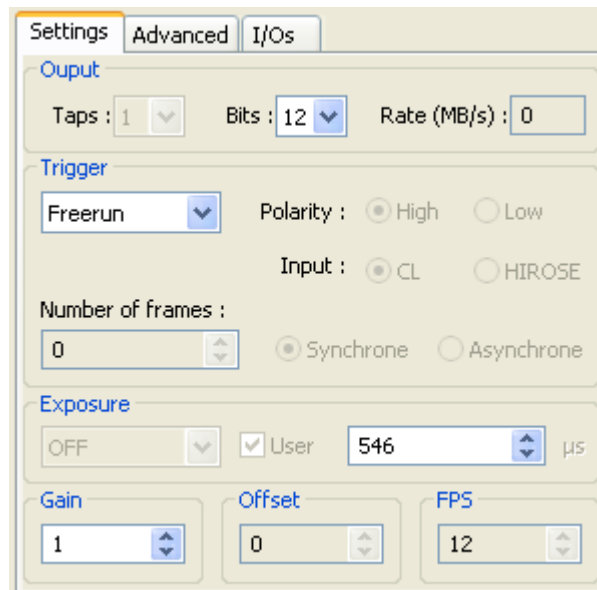 Settings Advanced I/Os
Ouput
Taps : 1 Bits : 12 Rate (MB/s) : 0
Trigger
Freerun Polarity : High Low
Input : CL HIROSE
Number of frames :
0 Synchrone Asynchrone
Exposure
OFF User 546 µs
Gain Offset FPS
1 0 12